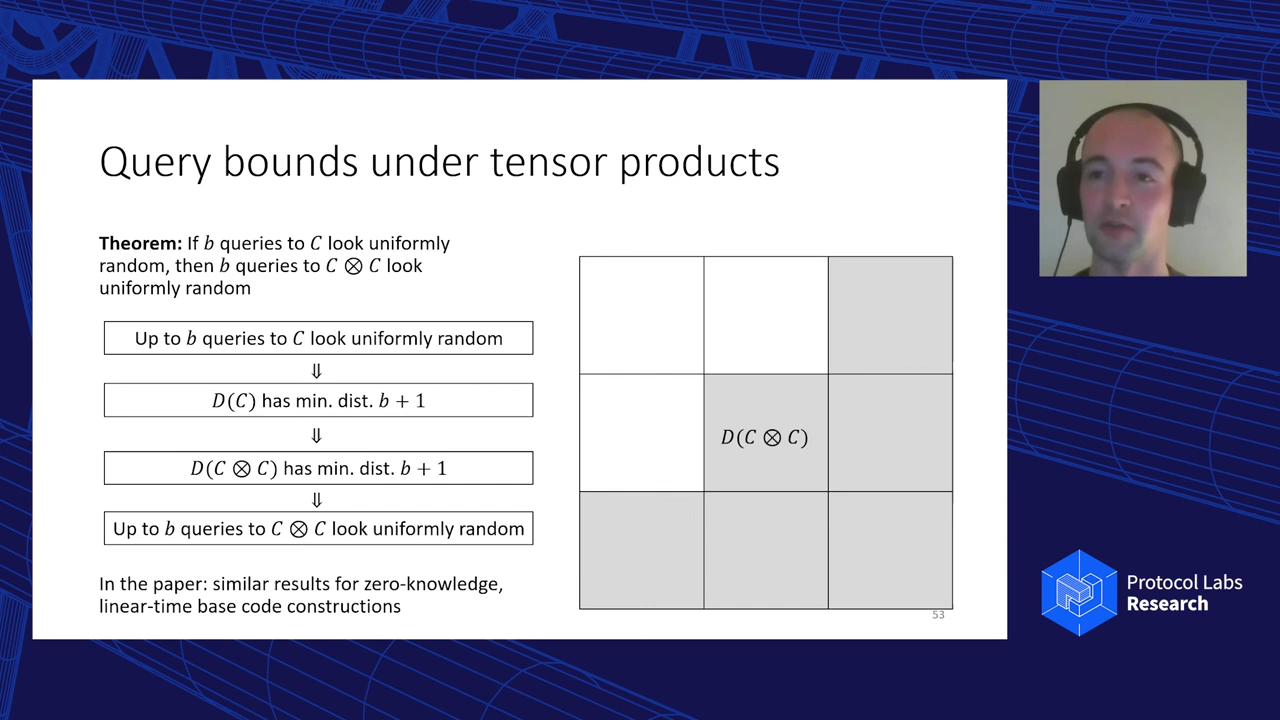 Query bounds under tensor products
Theorem: If b queries to C look uniformly
random, then b queries to C ⊗ C look
uniformly random
Up to b queries to C look uniformly random
⇓
D(C) has min. dist. b + 1
⇓
D(C ⊗ C) has min. dist. b + 1
⇓
Up to b queries to C ⊗ C look uniformly random
In the paper: similar results for zero-knowledge,
linear-time base code constructions
D(C ⊗ C)
53
Protocol Labs
Research